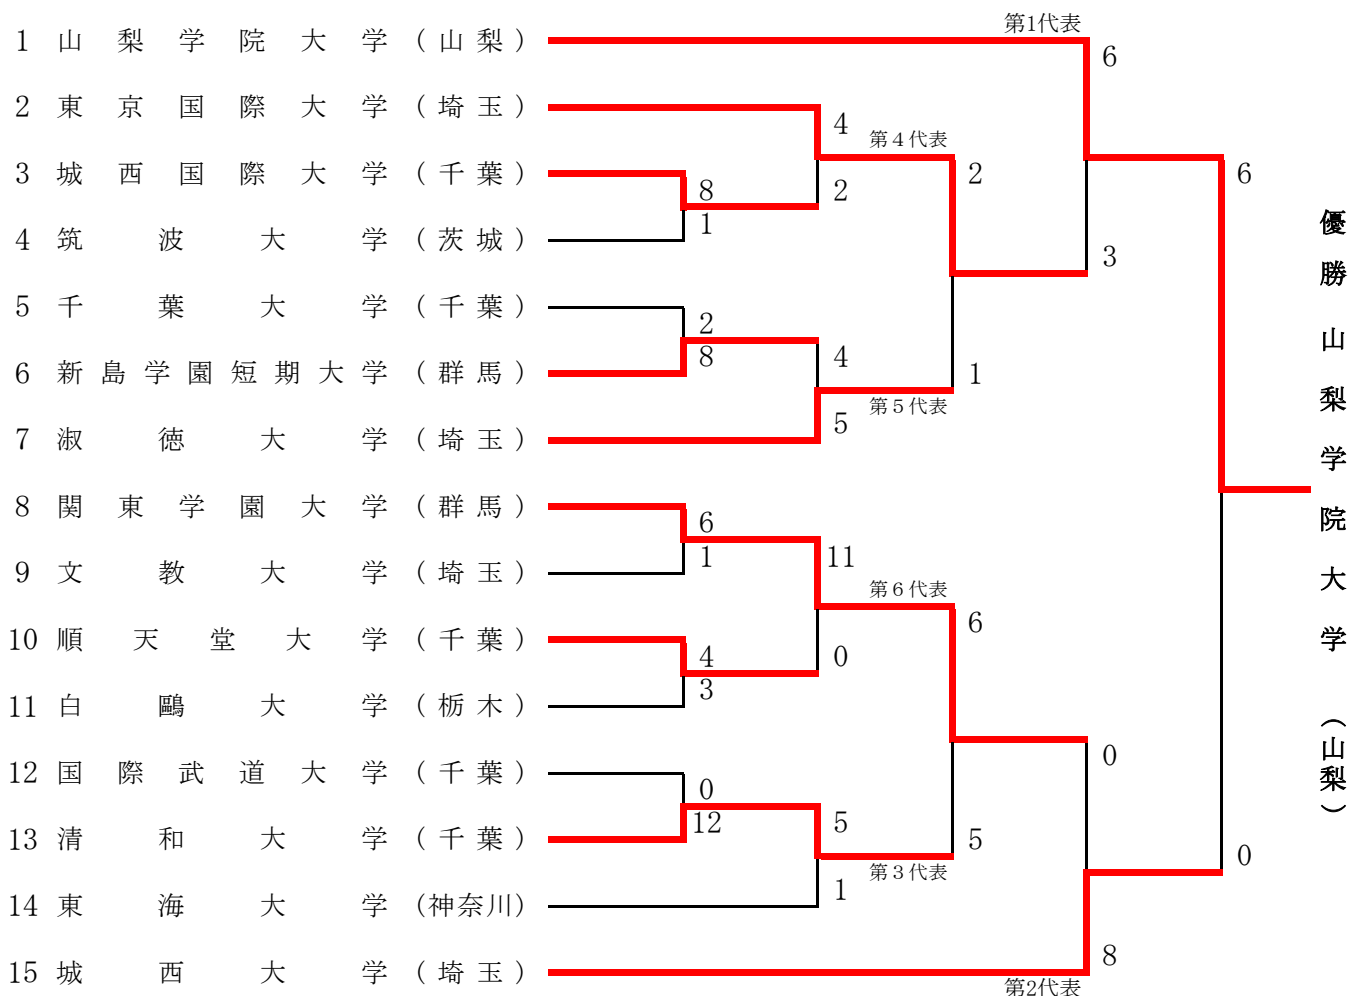 第1代表
1 山梨学院大学(山梨)
6
2 東京国際大学(埼玉)
4
第4代表
3 城西国際大学(千葉)
8
2
2
6
1
4 筑波大学(茨城)
3
5 千葉大学(千葉)
2
8
4
1
6 新島学園短期大学(群馬)
第5代表
5
7 淑徳大学(埼玉)
8 関東学園大学(群馬)
6
1
11
9 文教大学(埼玉)
第6代表
6
10 順天堂大学(千葉)
4
0
3
11 白鷗大学(栃木)
0
12 国際武道大学(千葉)
0
12
5
5
13 清和大学(千葉)
0
第3代表
1
14 東海大学(神奈川)
8
15 城西大学(埼玉)
第2代表
優勝 山梨学院大学 (山梨)